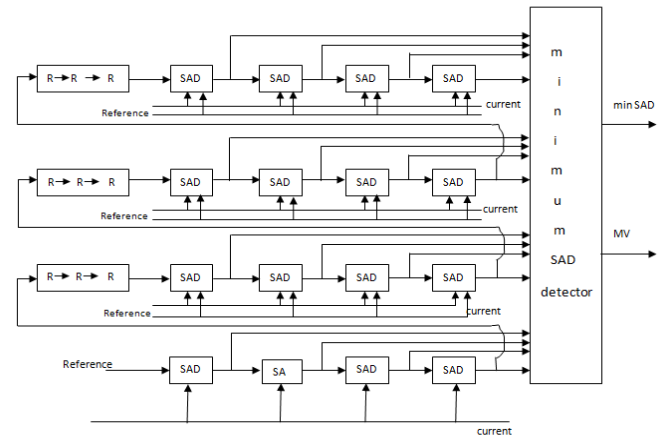 R R R SAD SAD SAD SAD
current
Reference
R R R SAD SAD SAD SAD
current
Reference
R R R SAD SAD SAD SAD
Reference current
Reference SAD SA SAD SAD
current
m
i
n
i
m
u
m
SAD
detector
min SAD
MV